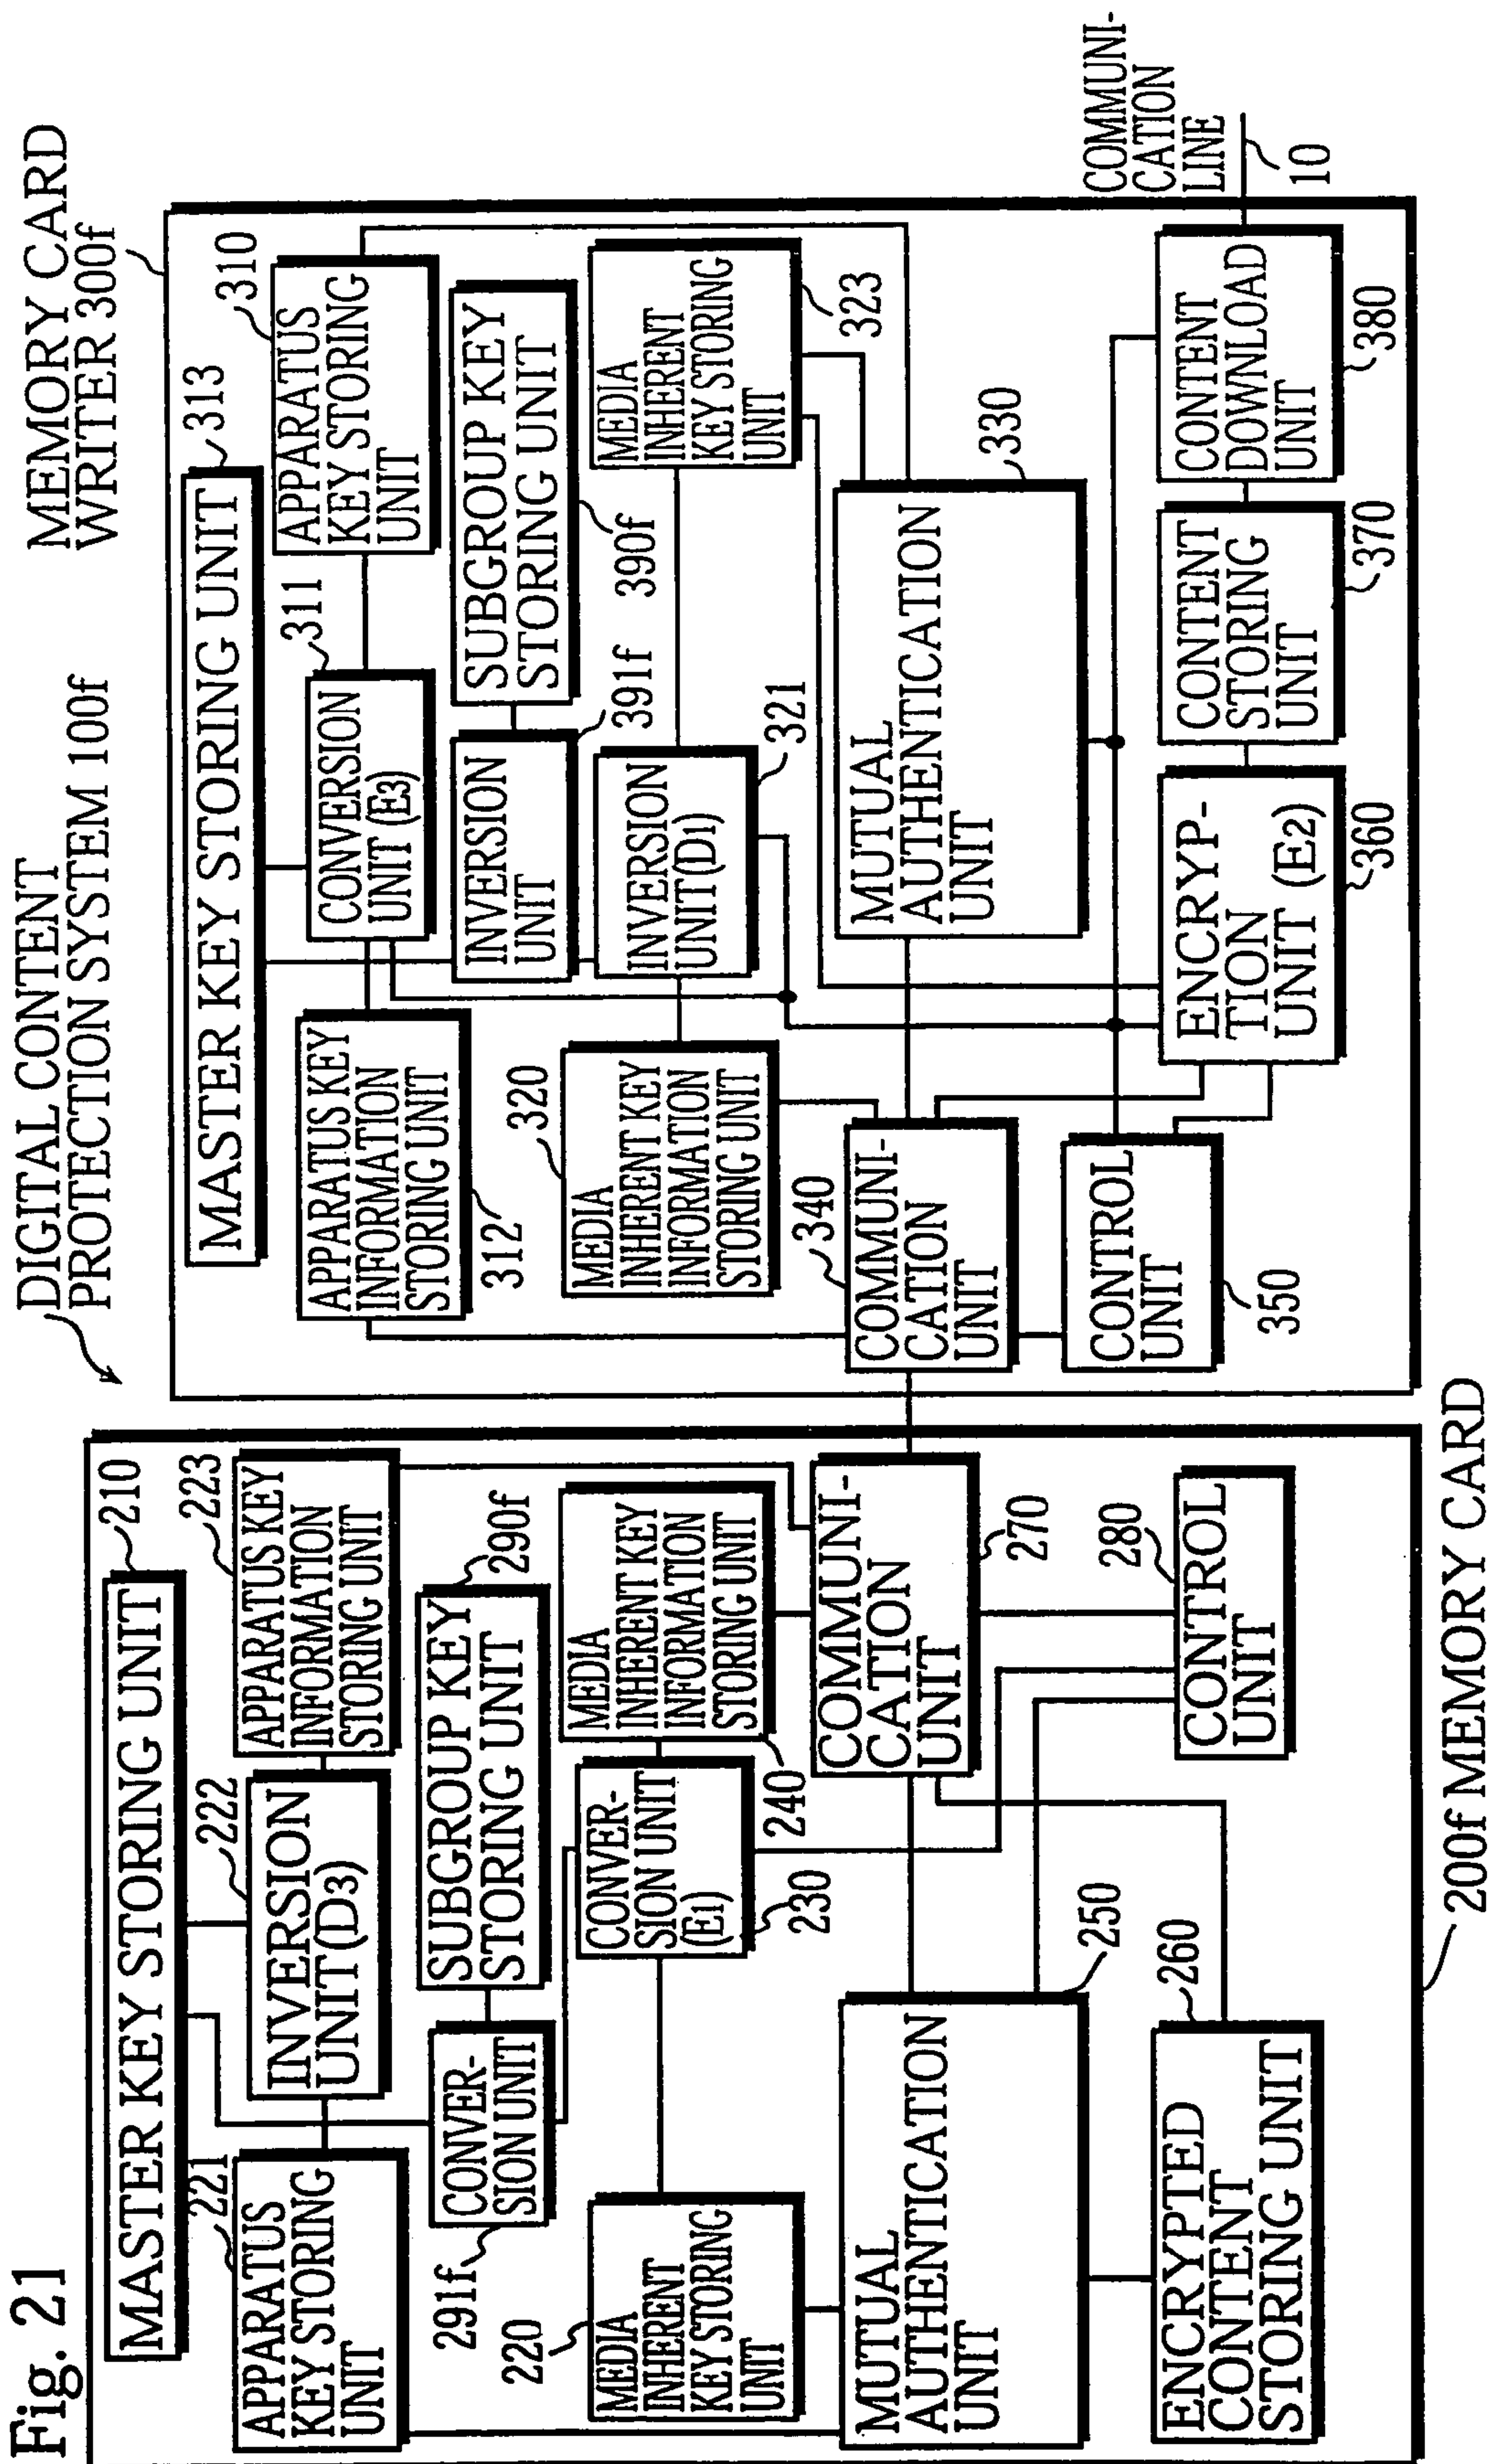 Fig. 21
DIGITAL CONTENT
PROTECTION SYSTEM 100f
MEMORY CARD
WRITER 300f
MASTER KEY STORING UNIT
210
221
APPARATUS
KEY STORING
UNIT
222
INVERSION
UNIT(D3)
223
APPARATUS KEY
INFORMATION
STORING UNIT
291f
CONVER-
SION UNIT
SUBGROUP KEY
STORING UNIT
290f
220
MEDIA
INHERENT
KEY STORING
UNIT
CONVER-
SION UNIT
(E1)
230
MEDIA
INHERENT KEY
INFORMATION
STORING UNIT
240
MUTUAL
AUTHENTICATION
UNIT
250
COMMUNI-
CATION
UNIT
270
260
ENCRYPTED
CONTENT
STORING UNIT
280
CONTROL
UNIT
200f MEMORY CARD
MASTER KEY STORING UNIT
313
APPARATUS KEY
INFORMATION
STORING UNIT
312
311
CONVERSION
UNIT (E3)
310
APPARATUS
KEY STORING
UNIT
INVERSION
UNIT
391f
SUBGROUP KEY
STORING UNIT
390f
320
MEDIA
INHERENT KEY
INFORMATION
STORING UNIT
INVERSION
UNIT(D1)
321
MEDIA
INHERENT
KEY STORING
UNIT
323
340
COMMUNI-
CATION
UNIT
MUTUAL
AUTHENTICATION
UNIT
330
CONTROL
UNIT
350
ENCRYP-
TION
UNIT (E2)
360
CONTENT
STORING
UNIT
370
CONTENT
DOWNLOAD
UNIT
380
COMMUNI-
CATION
LINE
10